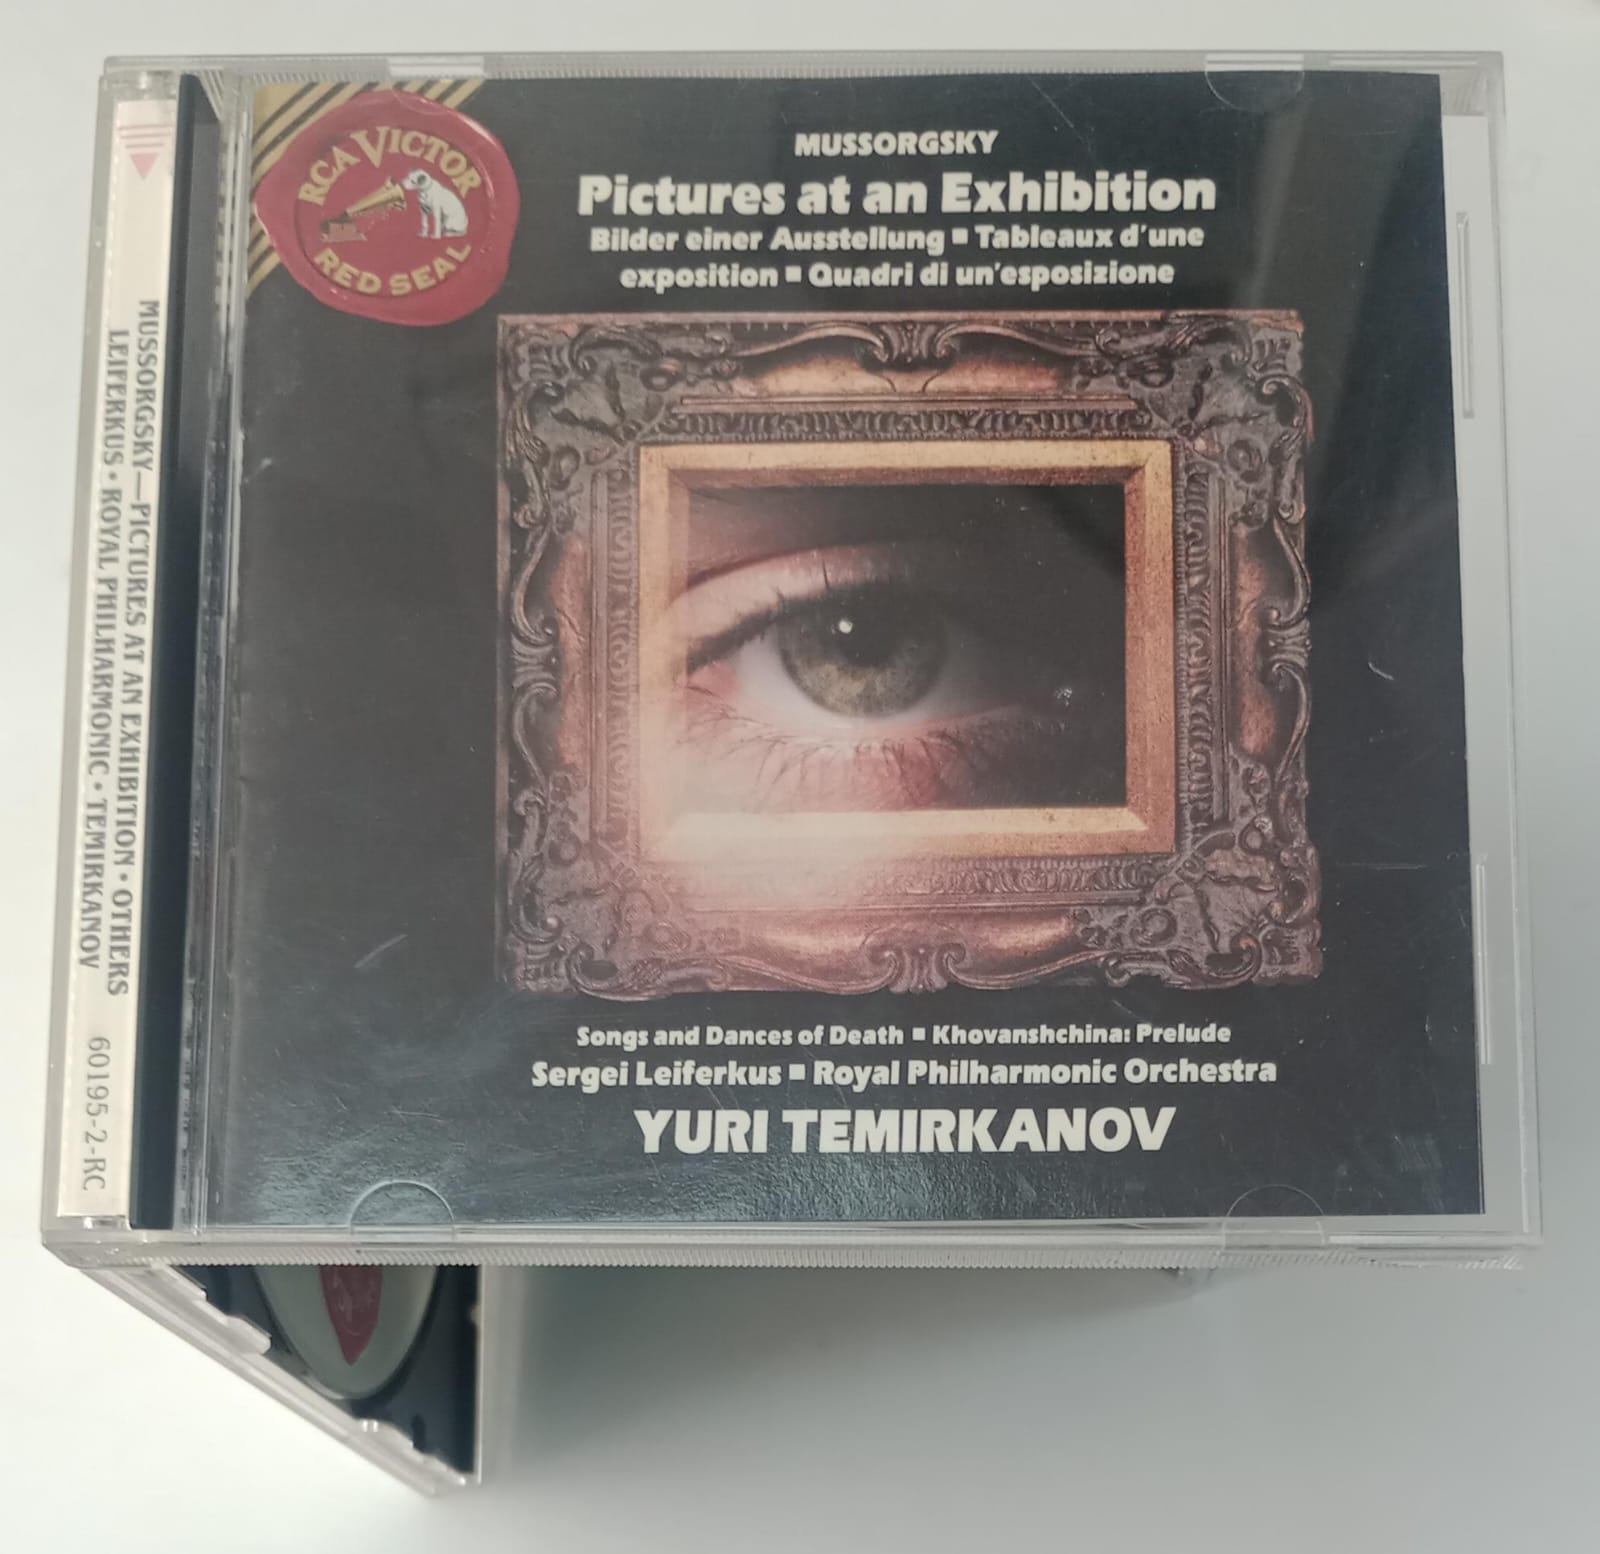 RCA VICTOR
RED SEAL
MUSSORGSKY
Pictures at an Exhibition
Bilder einer Ausstellung ▪ Tableaux d'une
exposition ▪ Quadri di un'esposizione
Songs and Dances of Death ▪ Khovanshchina: Prelude
Sergei Leiferkus ▪ Royal Philharmonic Orchestra
YURI TEMIRKANOV
MUSSORGSKY—PICTURES AT AN EXHIBITION • OTHERS
LEIFERKUS • ROYAL PHILHARMONIC • TEMIRKANOV
60195-2-RC